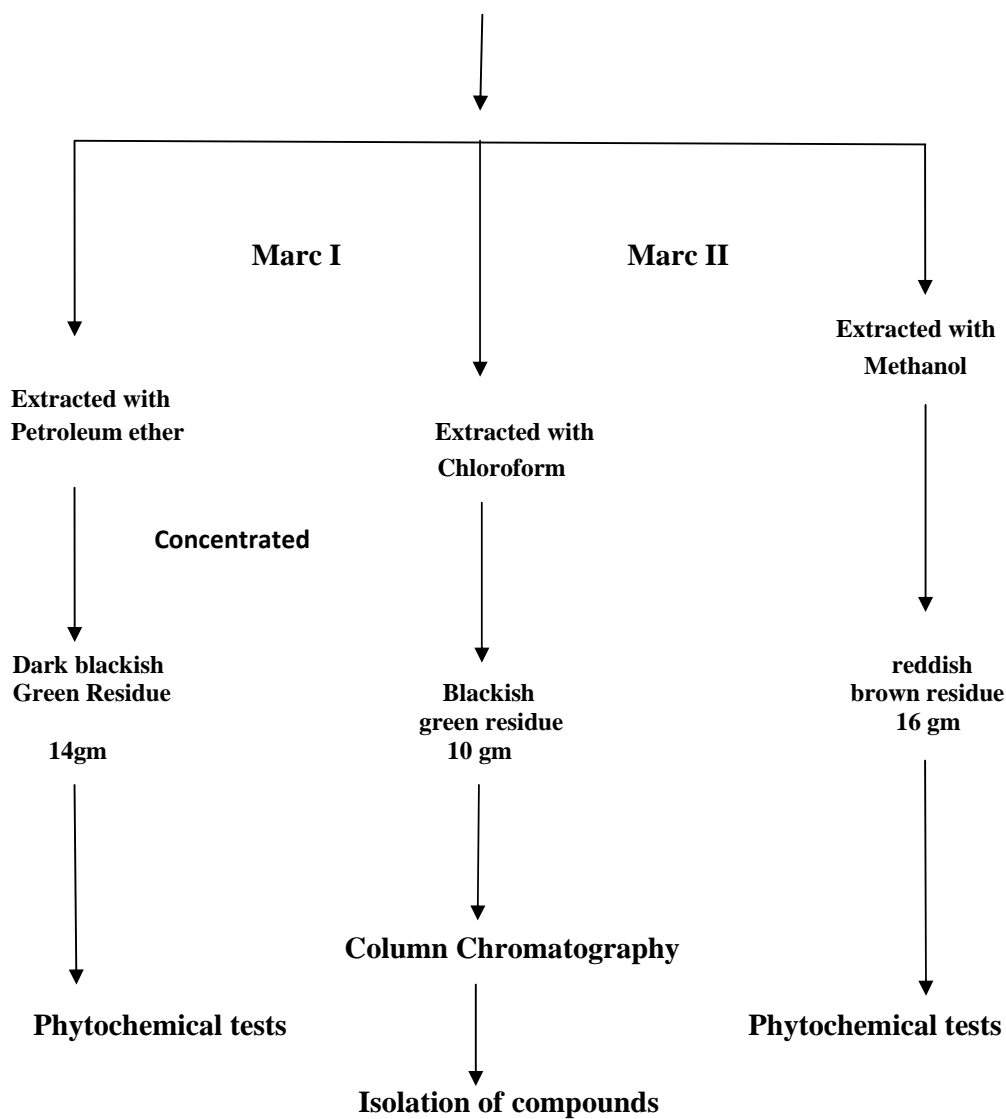 Marc I
Marc II
Extracted with
Methanol
Extracted with
Petroleum ether
Extracted with
Chloroform
Concentrated
Dark blackish
Green Residue
14gm
Blackish
green residue
10 gm
reddish
brown residue
16 gm
Column Chromatography
Phytochemical tests
Phytochemical tests
Isolation of compounds